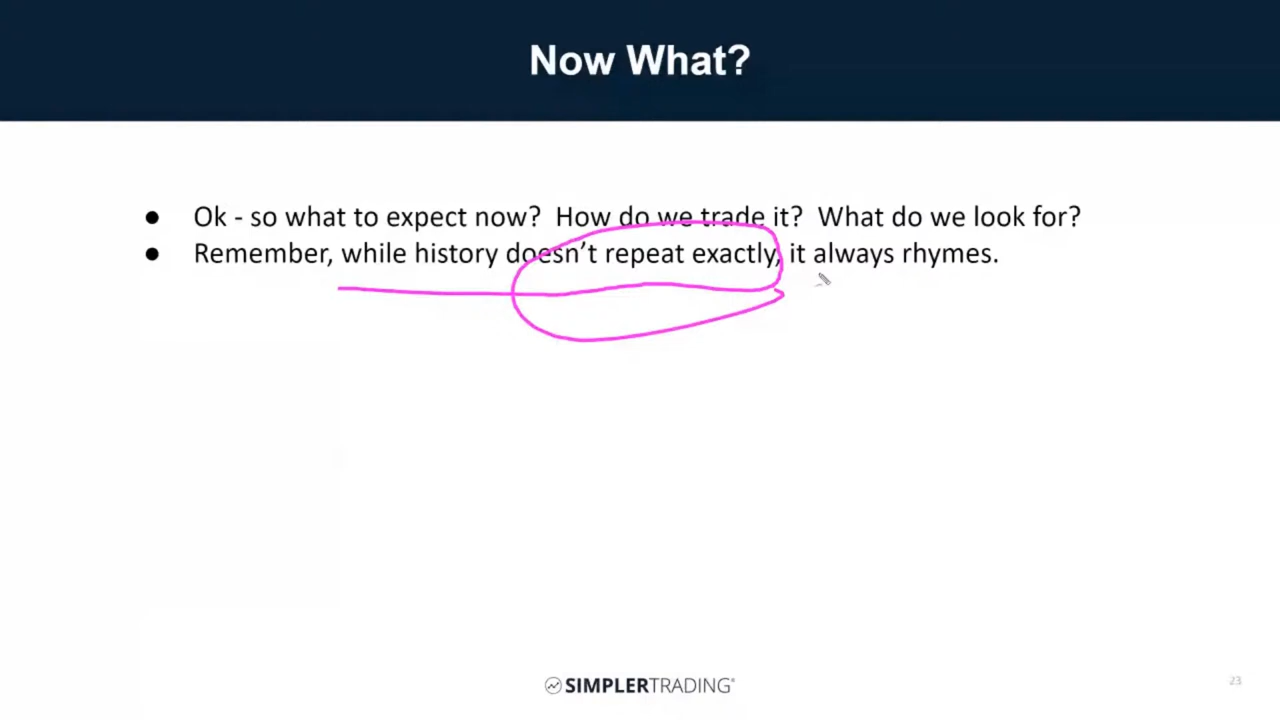 Now What?
● Ok - so what to expect now?  How do we trade it?  What do we look for?
● Remember, while history doesn’t repeat exactly, it always rhymes.
SIMPLERTRADING®
23